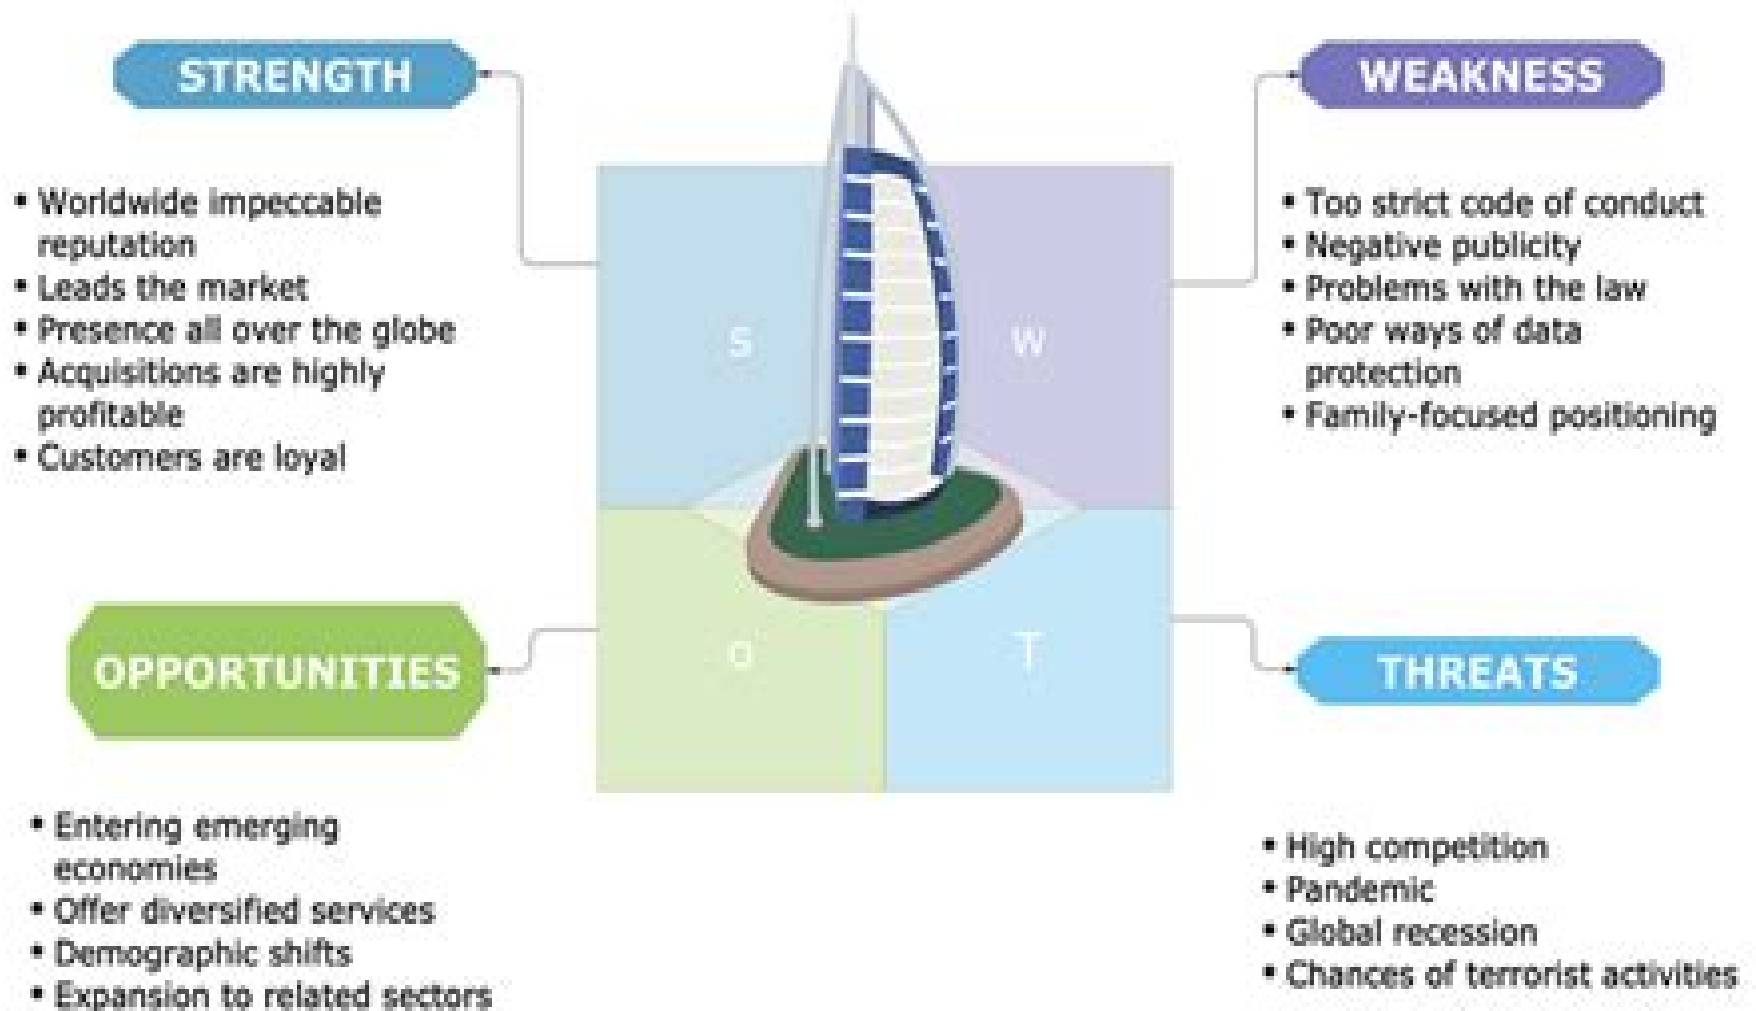 STRENGTH
• Worldwide impeccable
reputation
• Leads the market
• Presence all over the globe
• Acquisitions are highly
profitable
• Customers are loyal
WEAKNESS
• Too strict code of conduct
• Negative publicity
• Problems with the law
• Poor ways of data
protection
• Family-focused positioning
S
W
O
T
OPPORTUNITIES
• Entering emerging
economies
• Offer diversified services
• Demographic shifts
• Expansion to related sectors
THREATS
• High competition
• Pandemic
• Global recession
• Chances of terrorist activities